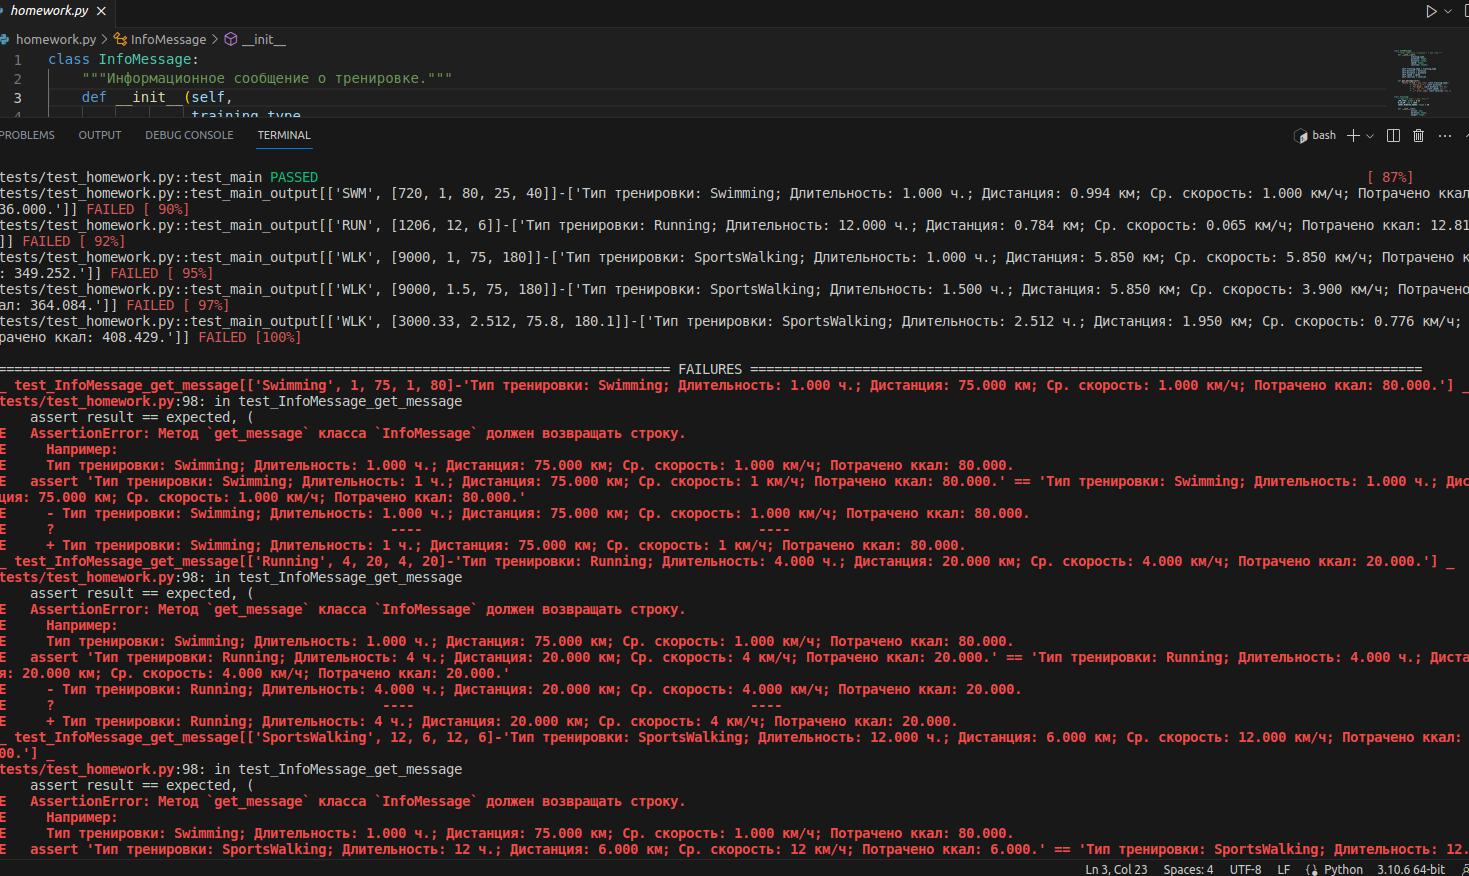 homework.py
homework.py > InfoMessage > __init__
1 class InfoMessage:
2 """Информационное сообщение о тренировке."""
3 def __init__(self,
4 training_type
PROBLEMS OUTPUT DEBUG CONSOLE TERMINAL bash
tests/test_homework.py::test_main PASSED [ 87%]
tests/test_homework.py::test_main_output[['SWM', [720, 1, 80, 25, 40]]-['Тип тренировки: Swimming; Длительность: 1.000 ч.; Дистанция: 0.994 км; Ср. скорость: 1.000 км/ч; Потрачено ккал:
36.000.']] FAILED [ 90%]
tests/test_homework.py::test_main_output[['RUN', [1206, 12, 6]]-['Тип тренировки: Running; Длительность: 12.000 ч.; Дистанция: 0.784 км; Ср. скорость: 0.065 км/ч; Потрачено ккал: 12.81
]] FAILED [ 92%]
tests/test_homework.py::test_main_output[['WLK', [9000, 1, 75, 180]]-['Тип тренировки: SportsWalking; Длительность: 1.000 ч.; Дистанция: 5.850 км; Ср. скорость: 5.850 км/ч; Потрачено к
: 349.252.']] FAILED [ 95%]
tests/test_homework.py::test_main_output[['WLK', [9000, 1.5, 75, 180]]-['Тип тренировки: SportsWalking; Длительность: 1.500 ч.; Дистанция: 5.850 км; Ср. скорость: 3.900 км/ч; Потрачено
ал: 364.084.']] FAILED [ 97%]
tests/test_homework.py::test_main_output[['WLK', [3000.33, 2.512, 75.8, 180.1]]-['Тип тренировки: SportsWalking; Длительность: 2.512 ч.; Дистанция: 1.950 км; Ср. скорость: 0.776 км/ч;
рачено ккал: 408.429.']] FAILED [100%]
FAILURES
_ test_InfoMessage_get_message[['Swimming', 1, 75, 1, 80]-'Тип тренировки: Swimming; Длительность: 1.000 ч.; Дистанция: 75.000 км; Ср. скорость: 1.000 км/ч; Потрачено ккал: 80.000.'] _
tests/test_homework.py:98: in test_InfoMessage_get_message
assert result == expected, (
E AssertionError: Метод `get_message` класса `InfoMessage` должен возвращать строку.
E Например:
E Тип тренировки: Swimming; Длительность: 1.000 ч.; Дистанция: 75.000 км; Ср. скорость: 1.000 км/ч; Потрачено ккал: 80.000.
E assert 'Тип тренировки: Swimming; Длительность: 1 ч.; Дистанция: 75.000 км; Ср. скорость: 1 км/ч; Потрачено ккал: 80.000.' == 'Тип тренировки: Swimming; Длительность: 1.000 ч.; Дис
ция: 75.000 км; Ср. скорость: 1.000 км/ч; Потрачено ккал: 80.000.'
E - Тип тренировки: Swimming; Длительность: 1.000 ч.; Дистанция: 75.000 км; Ср. скорость: 1.000 км/ч; Потрачено ккал: 80.000.
E ? ---- ----
E + Тип тренировки: Swimming; Длительность: 1 ч.; Дистанция: 75.000 км; Ср. скорость: 1 км/ч; Потрачено ккал: 80.000.
_ test_InfoMessage_get_message[['Running', 4, 20, 4, 20]-'Тип тренировки: Running; Длительность: 4.000 ч.; Дистанция: 20.000 км; Ср. скорость: 4.000 км/ч; Потрачено ккал: 20.000.'] _
tests/test_homework.py:98: in test_InfoMessage_get_message
assert result == expected, (
E AssertionError: Метод `get_message` класса `InfoMessage` должен возвращать строку.
E Например:
E Тип тренировки: Swimming; Длительность: 1.000 ч.; Дистанция: 75.000 км; Ср. скорость: 1.000 км/ч; Потрачено ккал: 80.000.
E assert 'Тип тренировки: Running; Длительность: 4 ч.; Дистанция: 20.000 км; Ср. скорость: 4 км/ч; Потрачено ккал: 20.000.' == 'Тип тренировки: Running; Длительность: 4.000 ч.; Диста
я: 20.000 км; Ср. скорость: 4.000 км/ч; Потрачено ккал: 20.000.'
E - Тип тренировки: Running; Длительность: 4.000 ч.; Дистанция: 20.000 км; Ср. скорость: 4.000 км/ч; Потрачено ккал: 20.000.
E ? ---- ----
E + Тип тренировки: Running; Длительность: 4 ч.; Дистанция: 20.000 км; Ср. скорость: 4 км/ч; Потрачено ккал: 20.000.
_ test_InfoMessage_get_message[['SportsWalking', 12, 6, 12, 6]-'Тип тренировки: SportsWalking; Длительность: 12.000 ч.; Дистанция: 6.000 км; Ср. скорость: 12.000 км/ч; Потрачено ккал:
00.'] _
tests/test_homework.py:98: in test_InfoMessage_get_message
assert result == expected, (
E AssertionError: Метод `get_message` класса `InfoMessage` должен возвращать строку.
E Например:
E Тип тренировки: Swimming; Длительность: 1.000 ч.; Дистанция: 75.000 км; Ср. скорость: 1.000 км/ч; Потрачено ккал: 80.000.
E assert 'Тип тренировки: SportsWalking; Длительность: 12 ч.; Дистанция: 6.000 км; Ср. скорость: 12 км/ч; Потрачено ккал: 6.000.' == 'Тип тренировки: SportsWalking; Длительность: 12.
Ln 3, Col 23 Spaces: 4 UTF-8 LF Python 3.10.6 64-bit